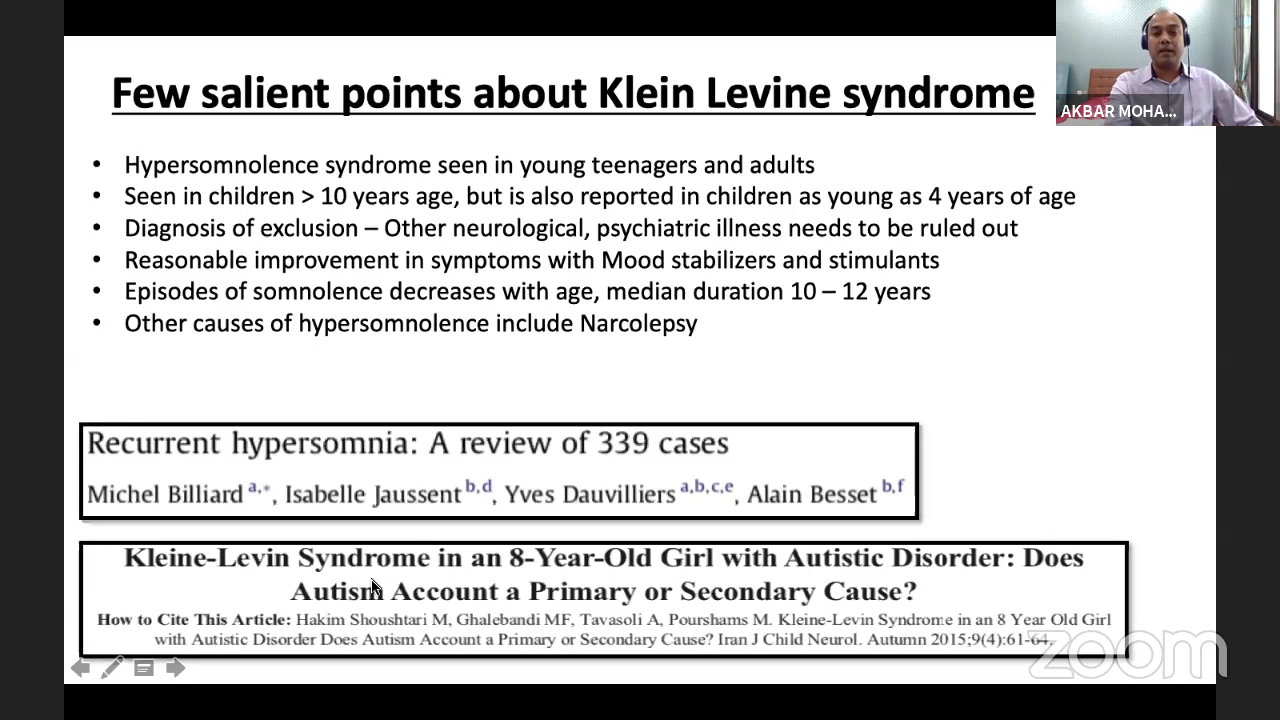 Few salient points about Klein Levine syndrome
AKBAR MOHA...
• Hypersomnolence syndrome seen in young teenagers and adults
• Seen in children > 10 years age, but is also reported in children as young as 4 years of age
• Diagnosis of exclusion – Other neurological, psychiatric illness needs to be ruled out
• Reasonable improvement in symptoms with Mood stabilizers and stimulants
• Episodes of somnolence decreases with age, median duration 10 – 12 years
• Other causes of hypersomnolence include Narcolepsy
Recurrent hypersomnia: A review of 339 cases
Michel Billiard a,*, Isabelle Jaussent b,d, Yves Dauvilliers a,b,c,e, Alain Besset b,f
Kleine-Levin Syndrome in an 8-Year-Old Girl with Autistic Disorder: Does
Autism Account a Primary or Secondary Cause?
How to Cite This Article: Hakim Shoushtari M, Ghalebandi MF, Tavasoli A, Pourshams M. Kleine-Levin Syndrome in an 8 Year Old Girl
with Autistic Disorder Does Autism Account a Primary or Secondary Cause? Iran J Child Neurol. Autumn 2015;9(4):61-64.
zoom